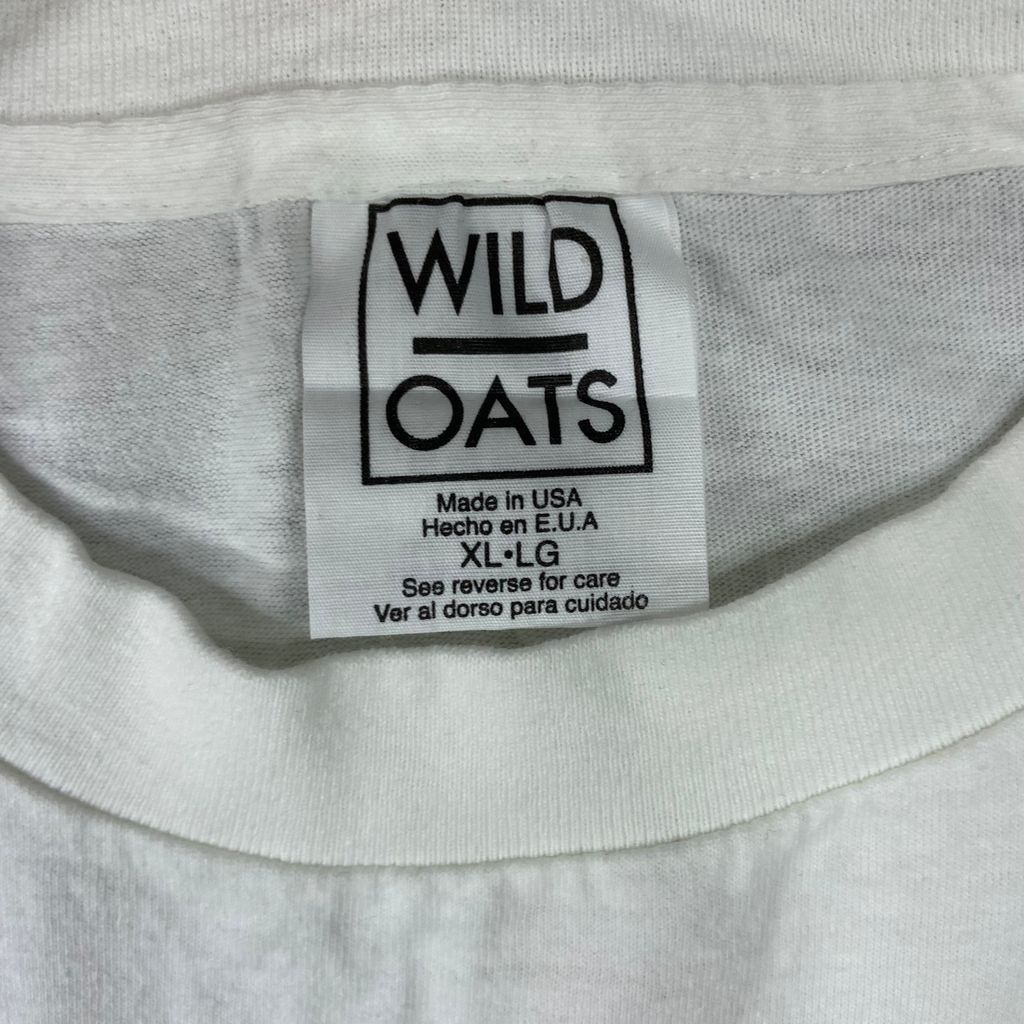 WILD
OATS
Made in USA
Hecho en E.U.A
XL•LG
See reverse for care
Ver al dorso para cuidado